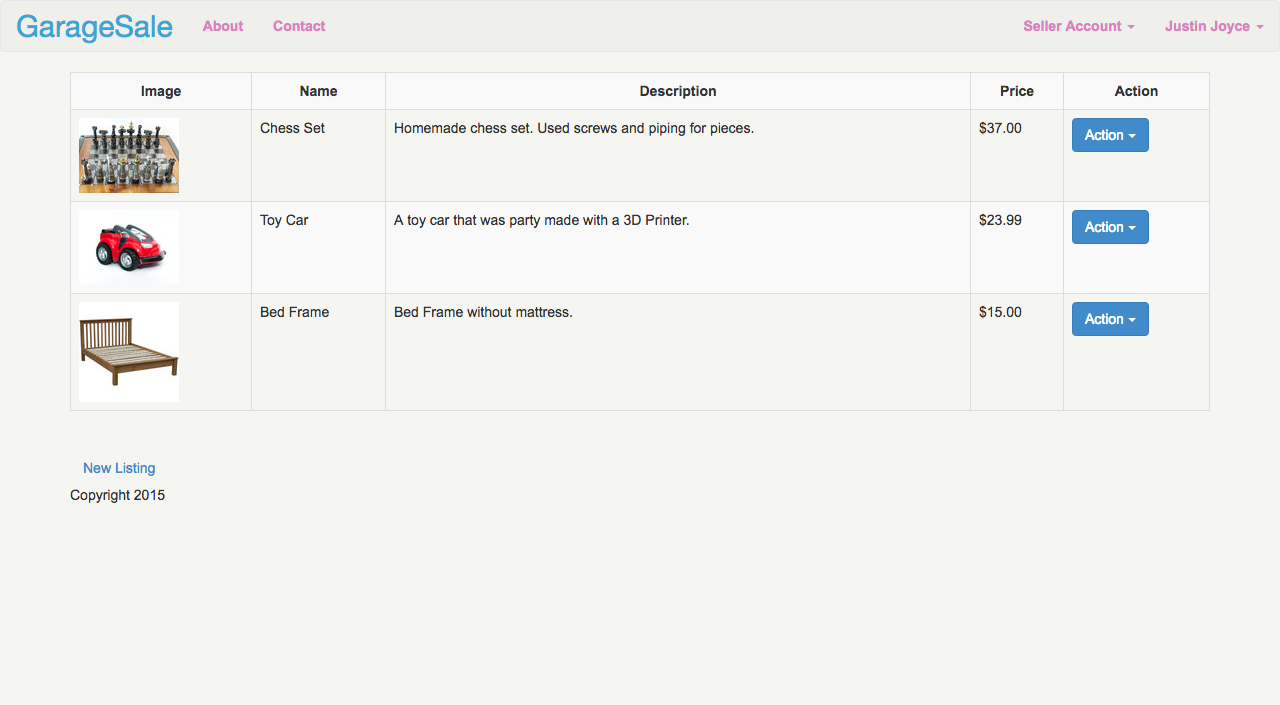 GarageSale About Contact Seller Account Justin Joyce
Image Name Description Price Action
Chess Set Homemade chess set. Used screws and piping for pieces. $37.00 Action
Toy Car A toy car that was party made with a 3D Printer. $23.99 Action
Bed Frame Bed Frame without mattress. $15.00 Action
New Listing
Copyright 2015